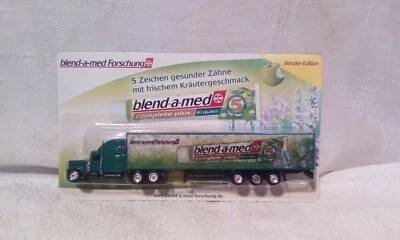 blend-a-med Forschung
Sonder-Edition
5 Zeichen gesunder Zähne
mit frischem Kräutergeschmack
blend-a-med
complete plus Kräuter
5
blend-a-med Forschung
blend-a-med
complete plus
www.blend-a-med-forschung.de